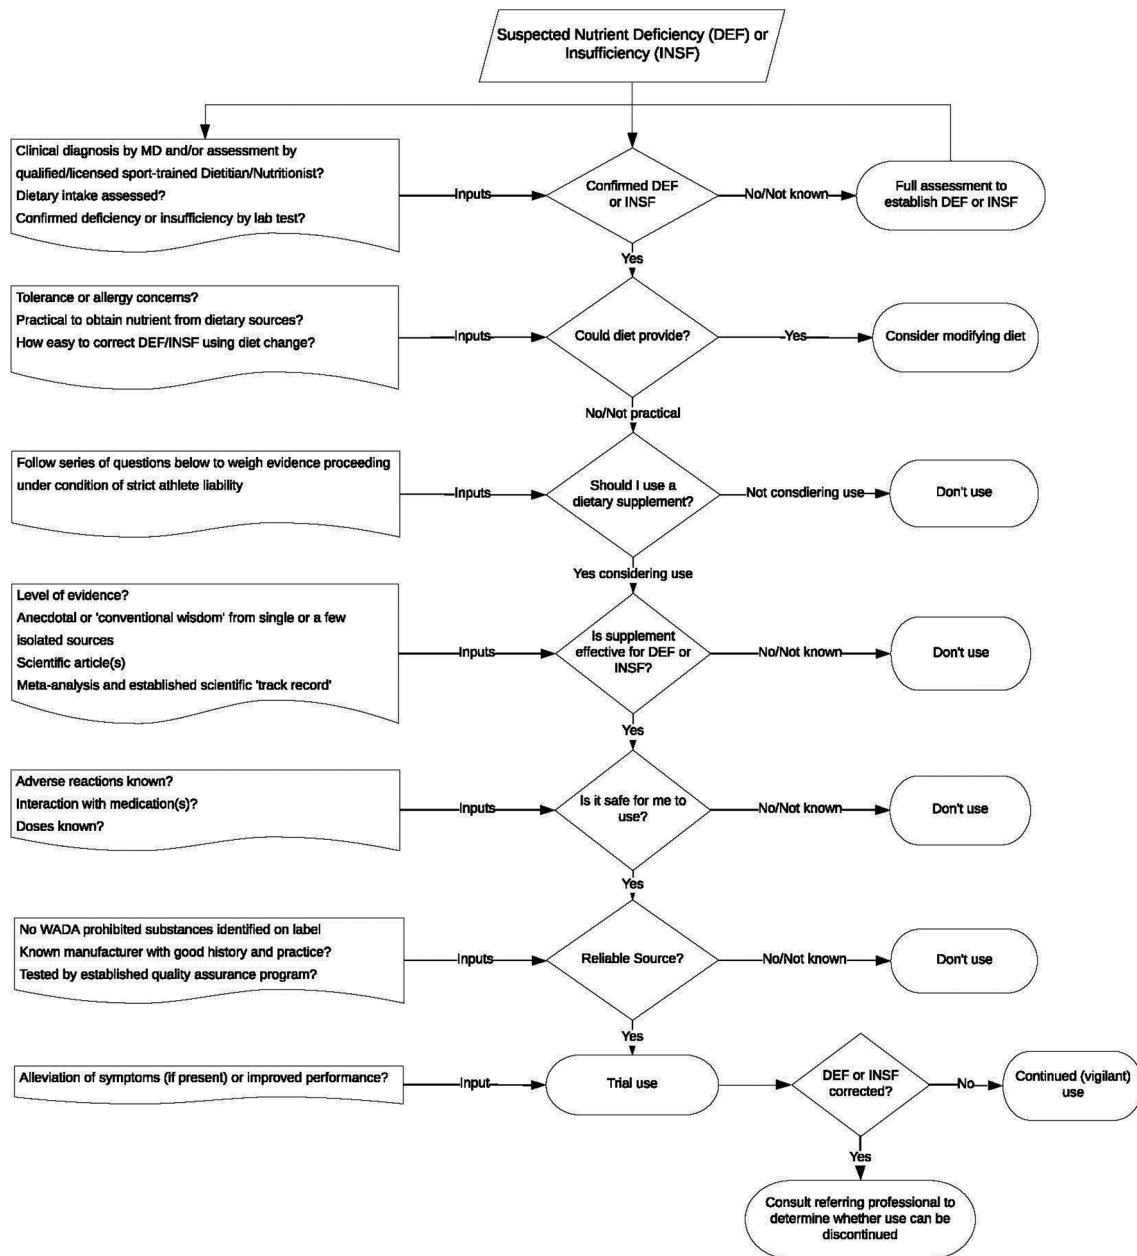 Suspected Nutrient Deficiency (DEF) or
Insufficiency (INSF)
Clinical diagnosis by MD and/or assessment by
qualified/licensed sport-trained Dietitian/Nutritionist?
Dietary intake assessed?
Confirmed deficiency or insufficiency by lab test?
Inputs
Confirmed DEF
or INSF
No/Not known
Full assessment to
establish DEF or INSF
Yes
Tolerance or allergy concerns?
Practical to obtain nutrient from dietary sources?
How easy to correct DEF/INSF using diet change?
Inputs
Could diet provide?
Yes
Consider modifying diet
No/Not practical
Follow series of questions below to weigh evidence proceeding
under condition of strict athlete liability
Inputs
Should I use a
dietary supplement?
Not consdiering use
Don't use
Yes considering use
Level of evidence?
Anecdotal or 'conventional wisdom' from single or a few
isolated sources
Scientific article(s)
Meta-analysis and established scientific 'track record'
Inputs
Is supplement
effective for DEF or
INSF?
No/Not known
Don't use
Yes
Adverse reactions known?
Interaction with medication(s)?
Doses known?
Inputs
Is it safe for me to
use?
No/Not known
Don't use
Yes
No WADA prohibited substances identified on label
Known manufacturer with good history and practice?
Tested by established quality assurance program?
Inputs
Reliable Source?
No/Not known
Don't use
Yes
Alleviation of symptoms (if present) or improved performance?
Input
Trial use
DEF or INSF
corrected?
No
Continued (vigilant)
use
Yes
Consult referring professional to
determine whether use can be
discontinued